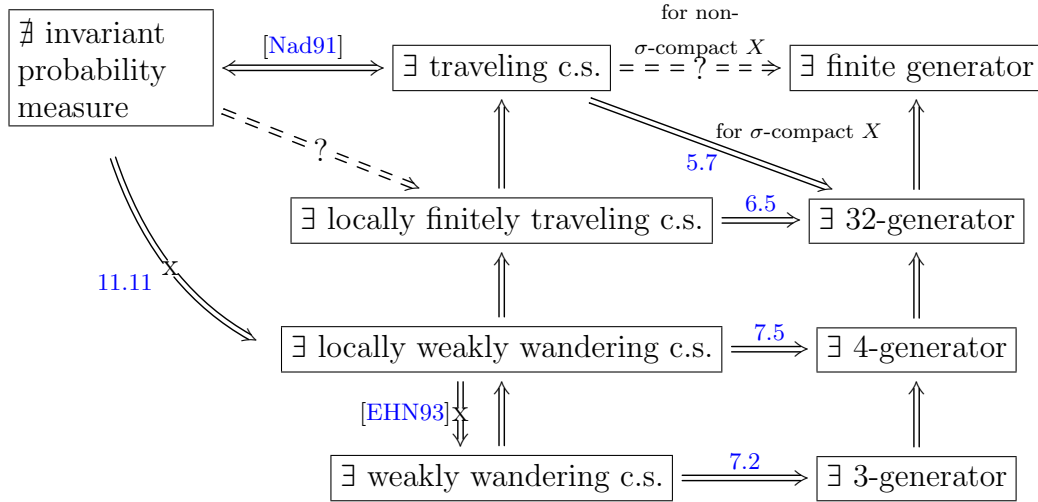 for non-
∄ invariant
probability
measure
[Nad91]
∃ traveling c.s.
σ-compact X
?
∃ finite generator
for σ-compact X
5.7
?
∃ locally finitely traveling c.s.
6.5
∃ 32-generator
11.11
X
∃ locally weakly wandering c.s.
7.5
∃ 4-generator
[EHN93]
X
∃ weakly wandering c.s.
7.2
∃ 3-generator